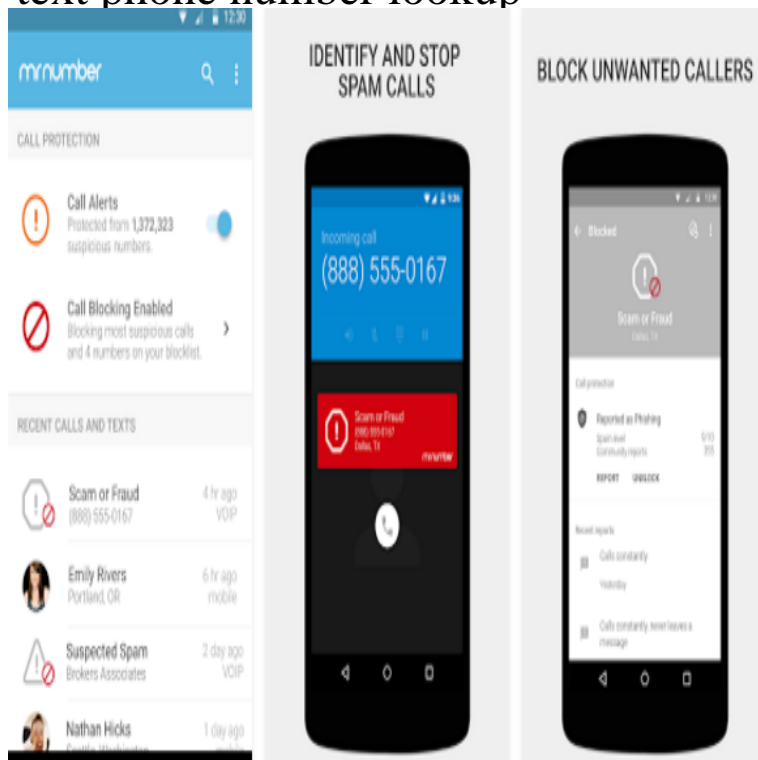 text phone number lookup
12:30
mrnumber
CALL PROTECTION
Call Alerts
Protected from 1,372,323
suspicious numbers.
Call Blocking Enabled
Blocking most suspicious calls
and 4 numbers on your blocklist.
RECENT CALLS AND TEXTS
Scam or Fraud
4 hr ago
(888) 555-0167
VOIP
Emily Rivers
6 hr ago
Portland, OR
mobile
Suspected Spam
2 day ago
Brokers Associates
VOIP
Nathan Hicks
1 day ago
Seattle, Washington
mobile
IDENTIFY AND STOP
SPAM CALLS
Incoming call
(888) 555-0167
Scam or Fraud
(888) 555-0167
Dallas, TX
mrnumber
BLOCK UNWANTED CALLERS
Blocked
Scam or Fraud
Dallas, TX
Call protection
Reported as Phishing
Spam level
9/10
Community reports
355
REPORT UNBLOCK
Recent reports
Calls constantly
Yesterday
Calls constantly, never leaves a
message